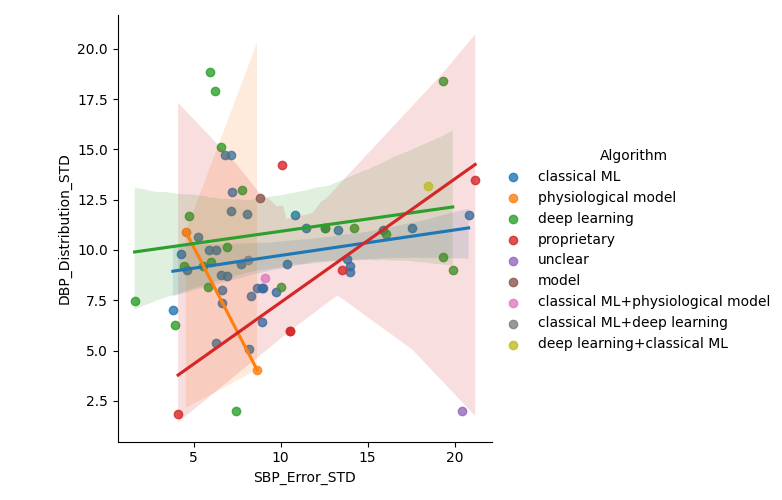 20.0
17.5
15.0
12.5
10.0
7.5
5.0
2.5
DBP_Distribution_STD
5
10
15
20
SBP_Error_STD
Algorithm
classical ML
physiological model
deep learning
proprietary
unclear
model
classical ML+physiological model
classical ML+deep learning
deep learning+classical ML